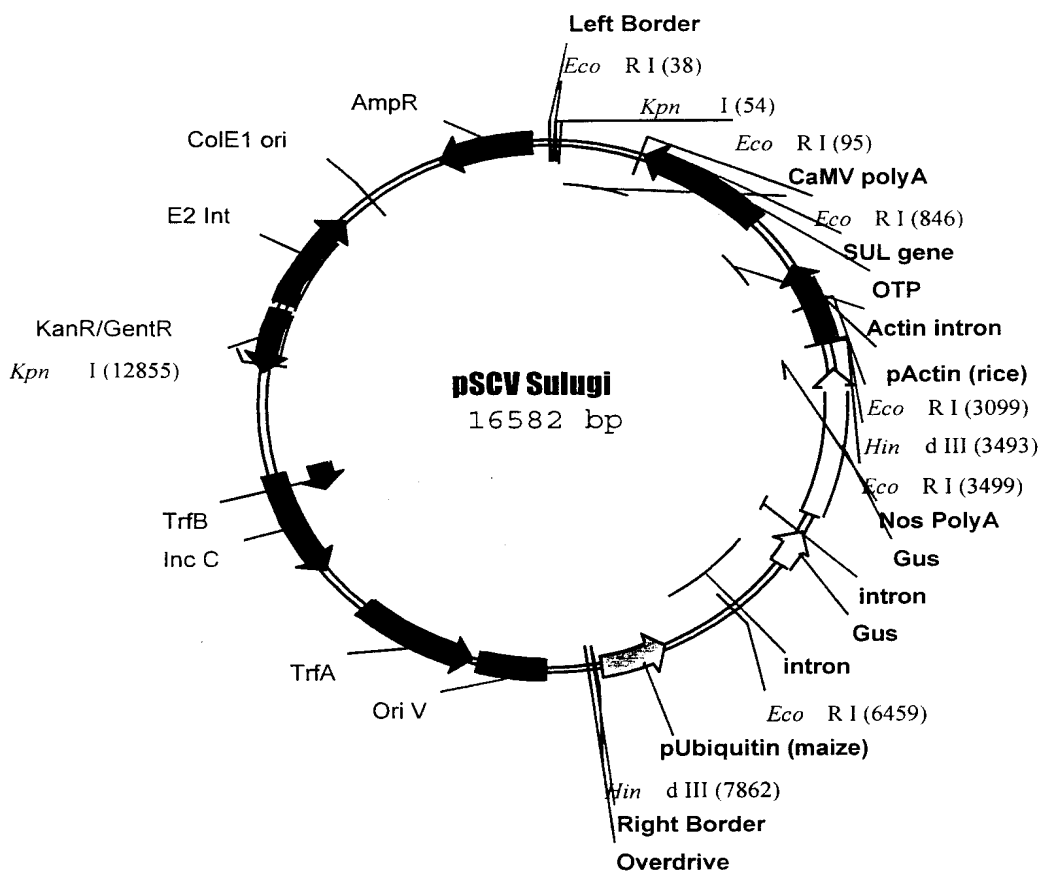 Left Border
Eco R I (38)
AmpR
Kpn I (54)
ColE1 ori
Eco R I (95)
CaMV polyA
E2 Int
Eco R I (846)
SUL gene
OTP
KanR/GentR
Actin intron
Kpn I (12855)
pSCV Sulugi
pActin (rice)
16582 bp
Eco R I (3099)
Hin d III (3493)
Eco R I (3499)
TrfB
Nos PolyA
Inc C
Gus
intron
Gus
TrfA
intron
Ori V
Eco R I (6459)
pUbiquitin (maize)
Hin d III (7862)
Right Border
Overdrive